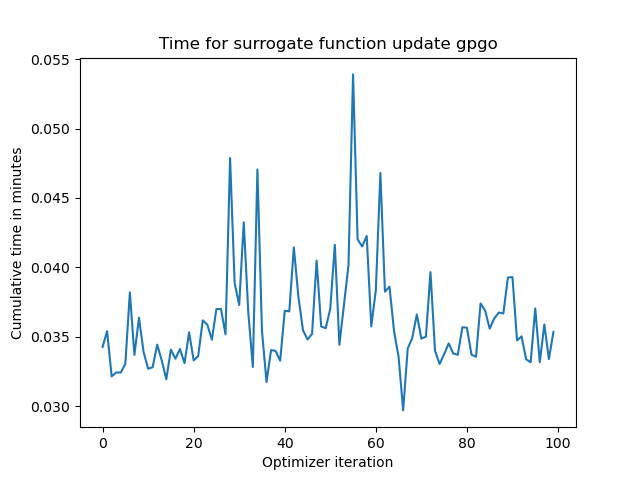 Time for surrogate function update gpgo
Cumulative time in minutes
0.055
0.050
0.045
0.040
0.035
0.030
0 20 40 60 80 100
Optimizer iteration